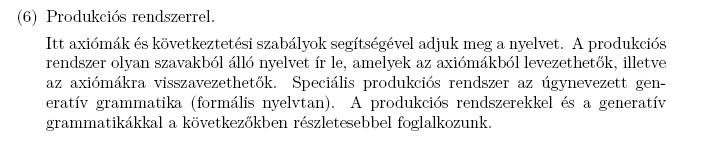 (6) Produkciós rendszerrel.
Itt axiómák és következtetési szabályok segítségével adjuk meg a nyelvet. A produkciós
rendszer olyan szavakból álló nyelvet ír le, amelyek az axiómákból levezethetők, illetve
az axiómákra visszavezethetők. Speciális produkciós rendszer az úgynevezett gen-
eratív grammatika (formális nyelvtan). A produkciós rendszerekkel és a generatív
grammatikákkal a következőkben részletesebbel foglalkozunk.